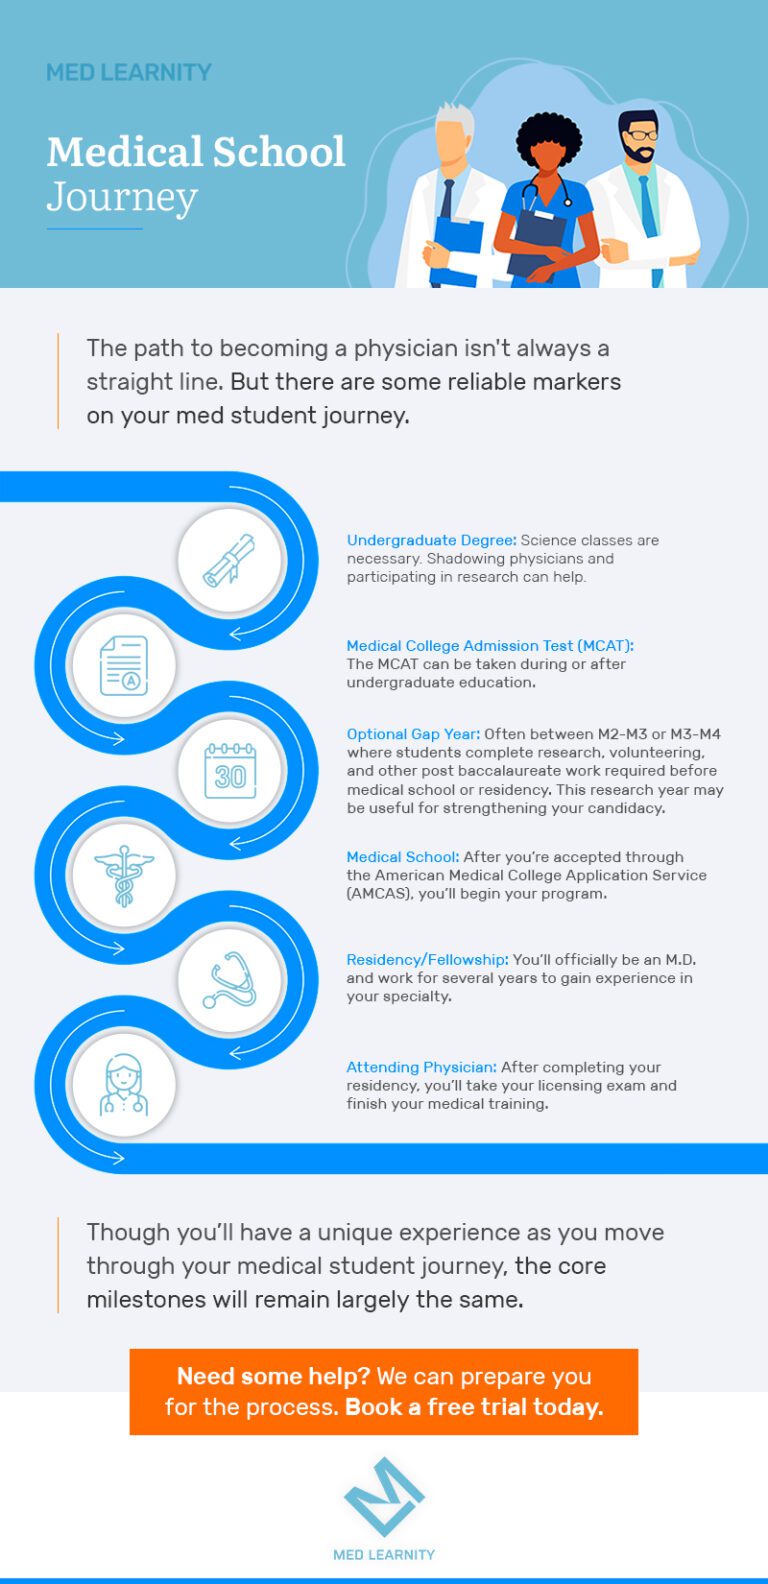 MED LEARNITY
Medical School
Journey
The path to becoming a physician isn't always a
straight line. But there are some reliable markers
on your med student journey.
Undergraduate Degree: Science classes are
necessary. Shadowing physicians and
participating in research can help.
Medical College Admission Test (MCAT):
The MCAT can be taken during or after
undergraduate education.
A
Optional Gap Year: Often between M2-M3 or M3-M4
where students complete research, volunteering,
and other post baccalaureate work required before
medical school or residency. This research year may
be useful for strengthening your candidacy.
30
Medical School: After you're accepted through
the American Medical College Application Service
(AMCAS), you'll begin your program.
Residency/Fellowship: You'll officially be an M.D.
and work for several years to gain experience in
your specialty.
Attending Physician: After completing your
residency, you'll take your licensing exam and
finish your medical training.
Though you'll have a unique experience as you move
through your medical student journey, the core
milestones will remain largely the same.
Need some help? We can prepare you
for the process. Book a free trial today.
MED LEARNITY